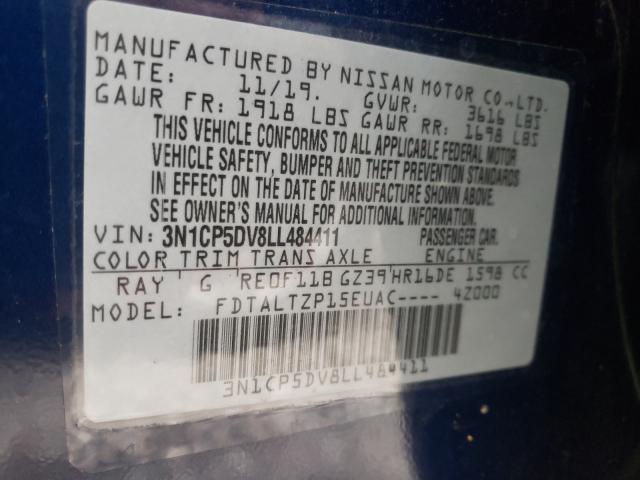 MANUFACTURED BY NISSAN MOTOR CO.,LTD.
DATE: 11/19. GVWR: 3616 LBS
GAWR FR: 1918 LBS GAWR RR: 1698 LBS
THIS VEHICLE CONFORMS TO ALL APPLICABLE FEDERAL MOTOR
VEHICLE SAFETY, BUMPER AND THEFT PREVENTION STANDARDS
IN EFFECT ON THE DATE OF MANUFACTURE SHOWN ABOVE.
SEE OWNER'S MANUAL FOR ADDITIONAL INFORMATION.
VIN: 3N1CP5DV8LL484411 PASSENGER CAR.
COLOR TRIM TRANS AXLE ENGINE
RAY G RE0F11B GZ39 HR16DE 1598 CC
FDTALTZP15EUAC---- 4Z000
3N1CP5DV8LL484411